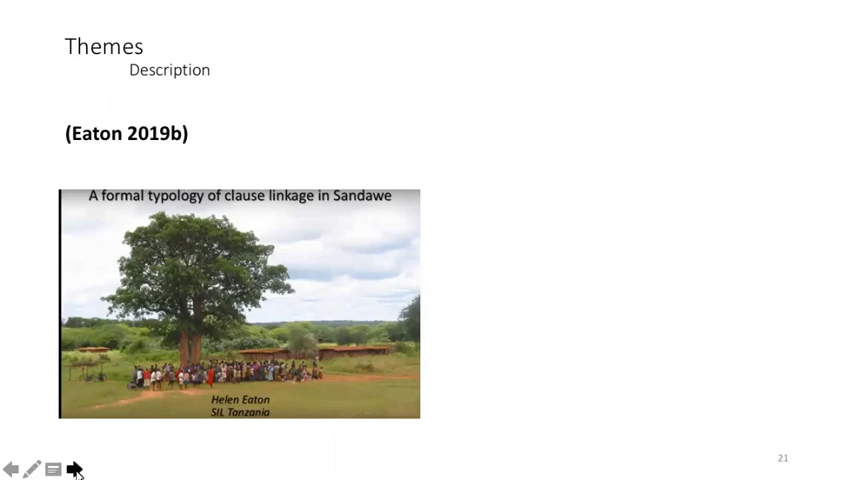 Themes
Description
(Eaton 2019b)
A formal typology of clause linkage in Sandawe
Helen Eaton
SIL Tanzania
21